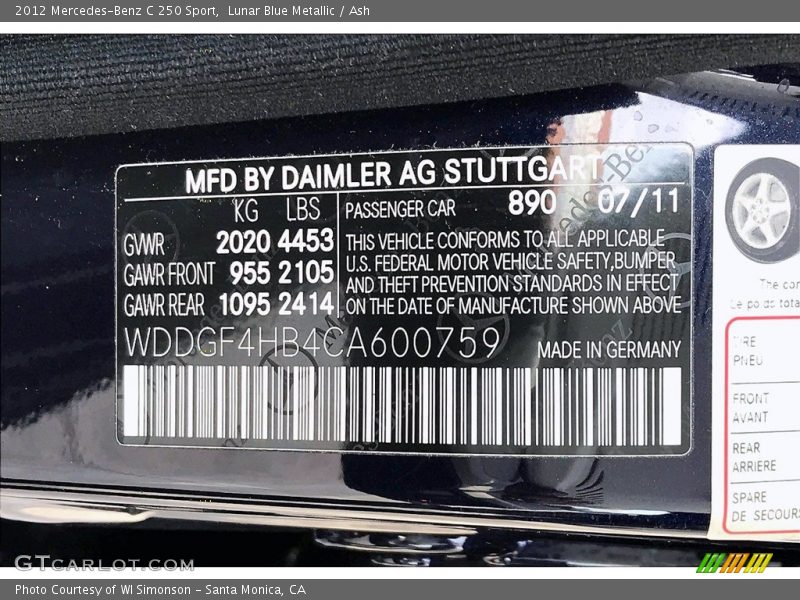 2012 Mercedes-Benz C 250 Sport,  Lunar Blue Metallic / Ash
MFD BY DAIMLER AG STUTTGART
KG LBS
GVWR 2020 4453
GAWR FRONT 955 2105
GAWR REAR 1095 2414
PASSENGER CAR 890 07/11
THIS VEHICLE CONFORMS TO ALL APPLICABLE
U.S. FEDERAL MOTOR VEHICLE SAFETY,BUMPER
AND THEFT PREVENTION STANDARDS IN EFFECT
ON THE DATE OF MANUFACTURE SHOWN ABOVE
WDDGF4HB4CA600759
MADE IN GERMANY
The
Le poids
TIRE
PNEU
FRONT
AVANT
REAR
ARRIERE
SPARE
DE SECOURS
GTCARLOT.COM
Photo Courtesy of WI Simonson - Santa Monica, CA